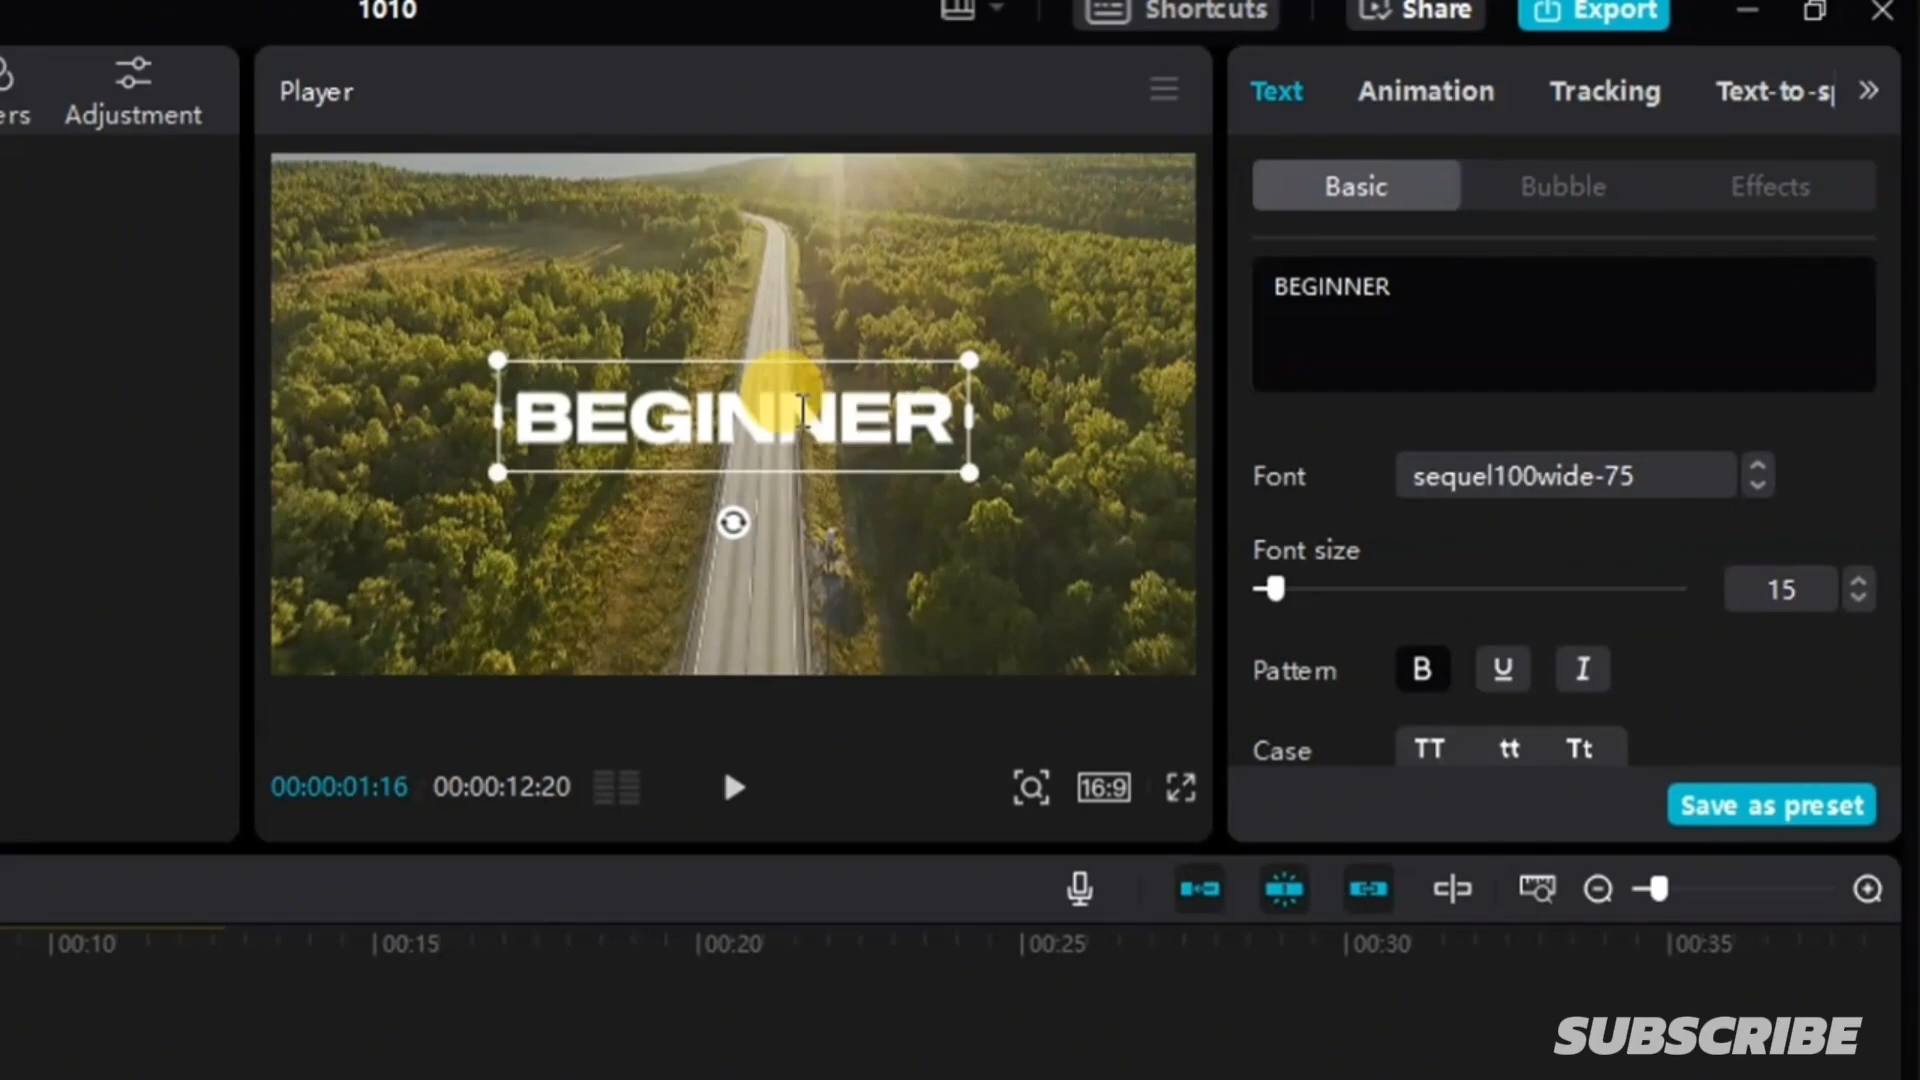 1010
Shortcuts
Share
Export
Adjustment
Player
Text
Animation
Tracking
Basic
Bubble
Effects
BEGINNER
BEGINNER
Font
sequel100wide-75
Font size
15
Pattern
B
U
I
Case
TT
tt
Tt
00:00:01:16
00:00:12:20
16:9
Save as preset
00:10
00:15
00:20
00:25
00:30
00:35
SUBSCRIBE